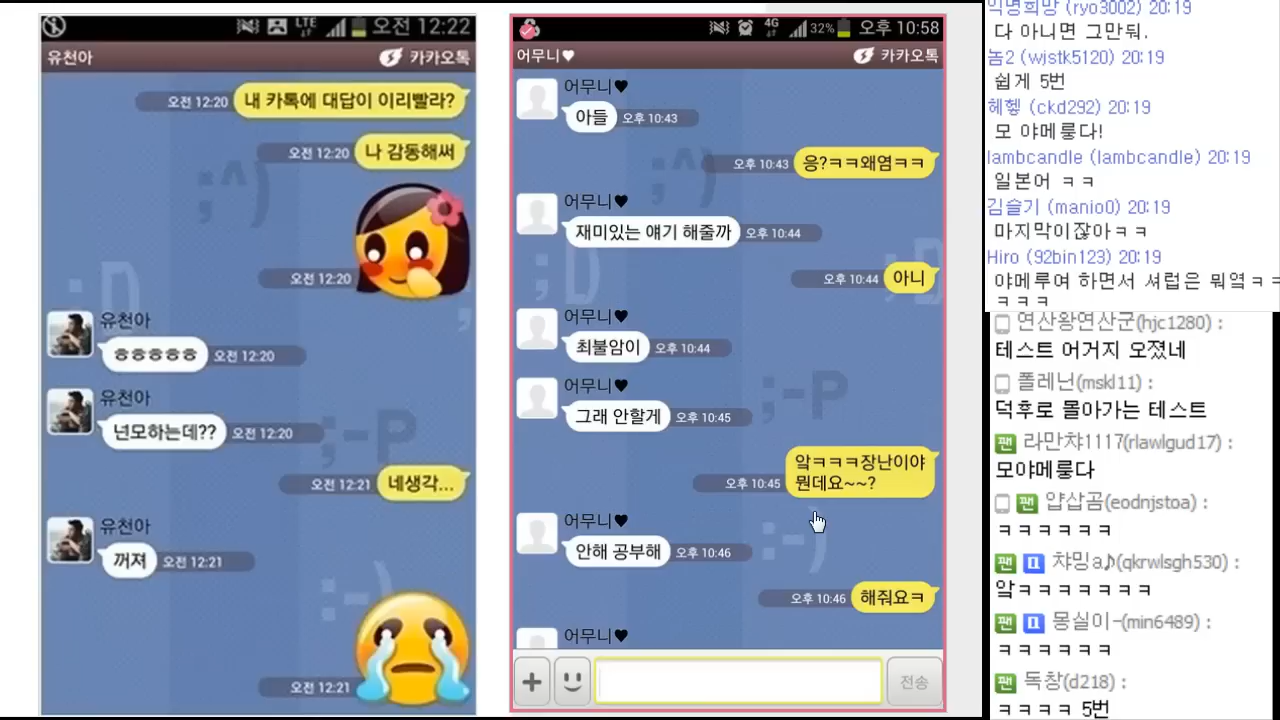 LTE 오전 12:22
유천아 카카오톡
오전 12:20 내 카톡에 대답이 이리빨라?
오전 12:20 나 감동해써
오전 12:20
유천아
ㅎㅎㅎㅎㅎ 오전 12:20
유천아
넌모하는데?? 오전 12:20
오전 12:21 네생각...
유천아
꺼져 오전 12:21
오전 12:21
;^)
;D
;-P
:-)
4G 32% 오후 10:58
어무니♥ 카카오톡
어무니♥
아들 오후 10:43
오후 10:43 응?ㅋㅋ왜염ㅋㅋ
어무니♥
재미있는 얘기 해줄까 오후 10:44
오후 10:44 아니
어무니♥
최불암이 오후 10:44
어무니♥
그래 안할게 오후 10:45
오후 10:45 앜ㅋㅋㅋ장난이야
뭔데요~~?
어무니♥
안해 공부해 오후 10:46
오후 10:46 해줘요ㅋ
어무니♥
전송
;^)
;D
;D
;-P
:-)
익명희망 (ryo3002) 20:19
다 아니면 그만둬.
놈2 (wjstk5120) 20:19
쉽게 5번
헤헿 (ckd292) 20:19
모 야메룽다!
lambcandle (lambcandle) 20:19
일본어 ㅋㅋ
김슬기 (manio0) 20:19
마지막이잖아ㅋㅋ
Hiro (92bin123) 20:19
야메루여 하면서 셔럽은 뭐엌ㅋㅋ
ㅋㅋㅋ
연산왕연산군(hjc1280) :
테스트 어거지 오졌네
폴레닌(mskl11) :
덕후로 몰아가는 테스트
팬 라만챠1117(rlawlgud17) :
모야메룽다
팬 얍삽곰(eodnjstoa) :
ㅋㅋㅋㅋㅋㅋ
팬 챠밍a♪(qkrwlsgh530) :
앜ㅋㅋㅋㅋㅋㅋㅋ
팬 몽실이~(min6489) :
ㅋㅋㅋㅋㅋㅋ
팬 독창(d218) :
ㅋㅋㅋㅋ 5번